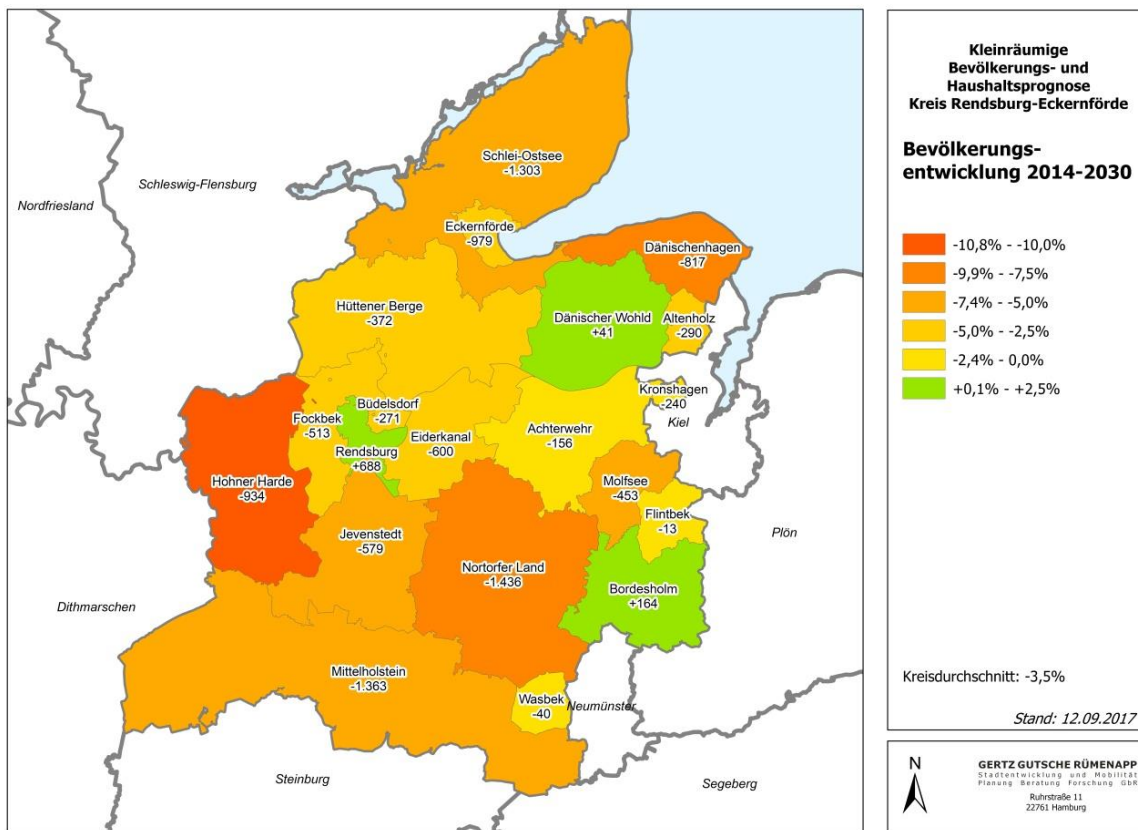 Schlei-Ostsee
-1.303
Schleswig-Flensburg
Nordfriesland
Eckernförde
-979
Dänischenhagen
-817
Hüttener Berge
-372
Dänischer Wohld
+41
Altenholz
-290
Kronshagen
-240
Kiel
Büdelsdorf
-271
Fockbek
-513
Eiderkanal
-600
Achterwehr
-156
Rendsburg
+688
Hohner Harde
-934
Molfsee
-453
Flintbek
-13
Jevenstedt
-579
Plön
Nortorfer Land
-1.436
Bordesholm
+164
Dithmarschen
Mittelholstein
-1.363
Wasbek
-40
Neumünster
Steinburg
Segeberg
Kleinräumige
Bevölkerungs- und
Haushaltsprognose
Kreis Rendsburg-Eckernförde
Bevölkerungs-
entwicklung 2014-2030
-10,8% - -10,0%
-9,9% - -7,5%
-7,4% - -5,0%
-5,0% - -2,5%
-2,4% - 0,0%
+0,1% - +2,5%
Kreisdurchschnitt: -3,5%
Stand: 12.09.2017
N
GERTZ GUTSCHE RÜMENAPP
Stadtentwicklung und Mobilität
Planung Beratung Forschung GbR
Ruhrstraße 11
22761 Hamburg